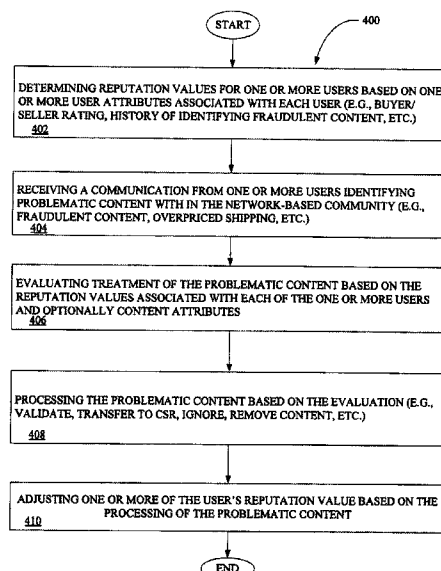 START
400
DETERMINING REPUTATION VALUES FOR ONE OR MORE USERS BASED ON ONE
OR MORE USER ATTRIBUTES ASSOCIATED WITH EACH USER (E.G., BUYER/
SELLER RATING, HISTORY OF IDENTIFYING FRAUDULENT CONTENT, ETC.)
402
RECEIVING A COMMUNICATION FROM ONE OR MORE USERS IDENTIFYING
PROBLEMATIC CONTENT WITH IN THE NETWORK-BASED COMMUNITY (E.G.,
FRAUDULENT CONTENT, OVERPRICED SHIPPING, ETC.)
404
EVALUATING TREATMENT OF THE PROBLEMATIC CONTENT BASED ON THE
REPUTATION VALUES ASSOCIATED WITH EACH OF THE ONE OR MORE USERS
AND OPTIONALLY CONTENT ATTRIBUTES
406
PROCESSING THE PROBLEMATIC CONTENT BASED ON THE EVALUATION (E.G.,
VALIDATE, TRANSFER TO CSR, IGNORE, REMOVE CONTENT, ETC.)
408
ADJUSTING ONE OR MORE OF THE USER'S REPUTATION VALUE BASED ON THE
PROCESSING OF THE PROBLEMATIC CONTENT
410
END